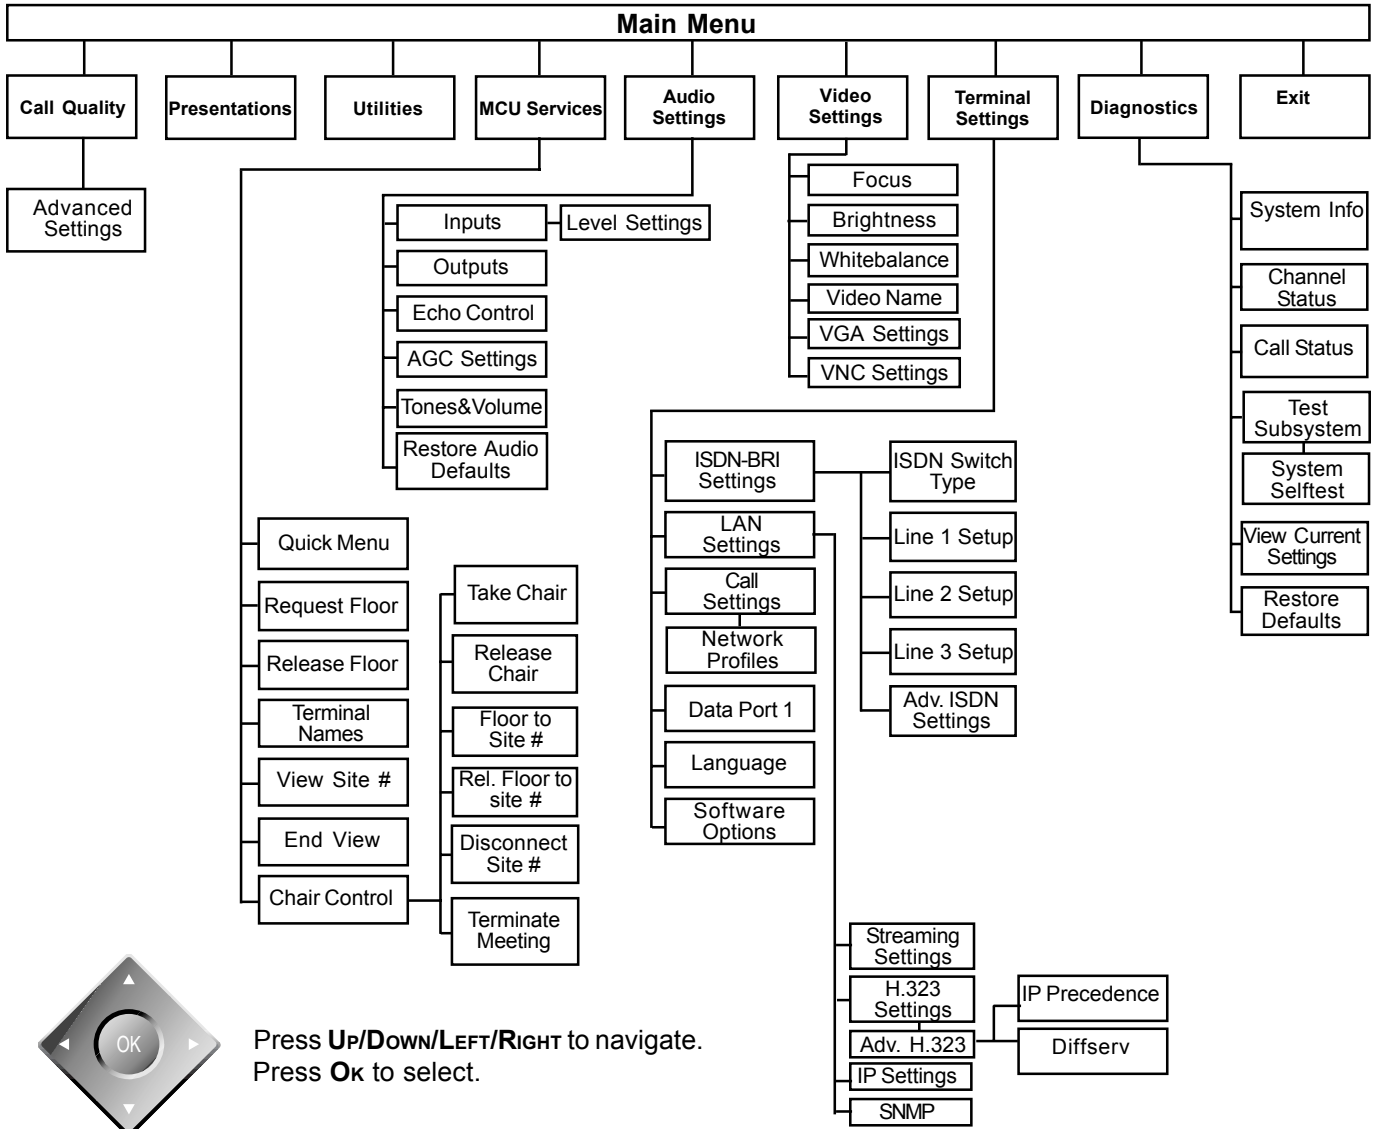 Main Menu
Call Quality
Presentations
Utilities
MCU Services
Audio
Settings
Video
Settings
Terminal
Settings
Diagnostics
Exit
Advanced
Settings
Inputs
Level Settings
Outputs
Echo Control
AGC Settings
Tones&Volume
Restore Audio
Defaults
Focus
Brightness
Whitebalance
Video Name
VGA Settings
VNC Settings
System Info
Channel
Status
Call Status
Test
Subsystem
System
Selftest
View Current
Settings
Restore
Defaults
Quick Menu
Request Floor
Release Floor
Terminal
Names
View Site #
End View
Chair Control
Take Chair
Release
Chair
Floor to
Site #
Rel. Floor to
site #
Disconnect
Site #
Terminate
Meeting
ISDN-BRI
Settings
LAN
Settings
Call
Settings
Network
Profiles
Data Port 1
Language
Software
Options
ISDN Switch
Type
Line 1 Setup
Line 2 Setup
Line 3 Setup
Adv. ISDN
Settings
Streaming
Settings
H.323
Settings
Adv. H.323
IP Settings
SNMP
IP Precedence
Diffserv
OK
Press UP/DOWN/LEFT/RIGHT to navigate.
Press OK to select.